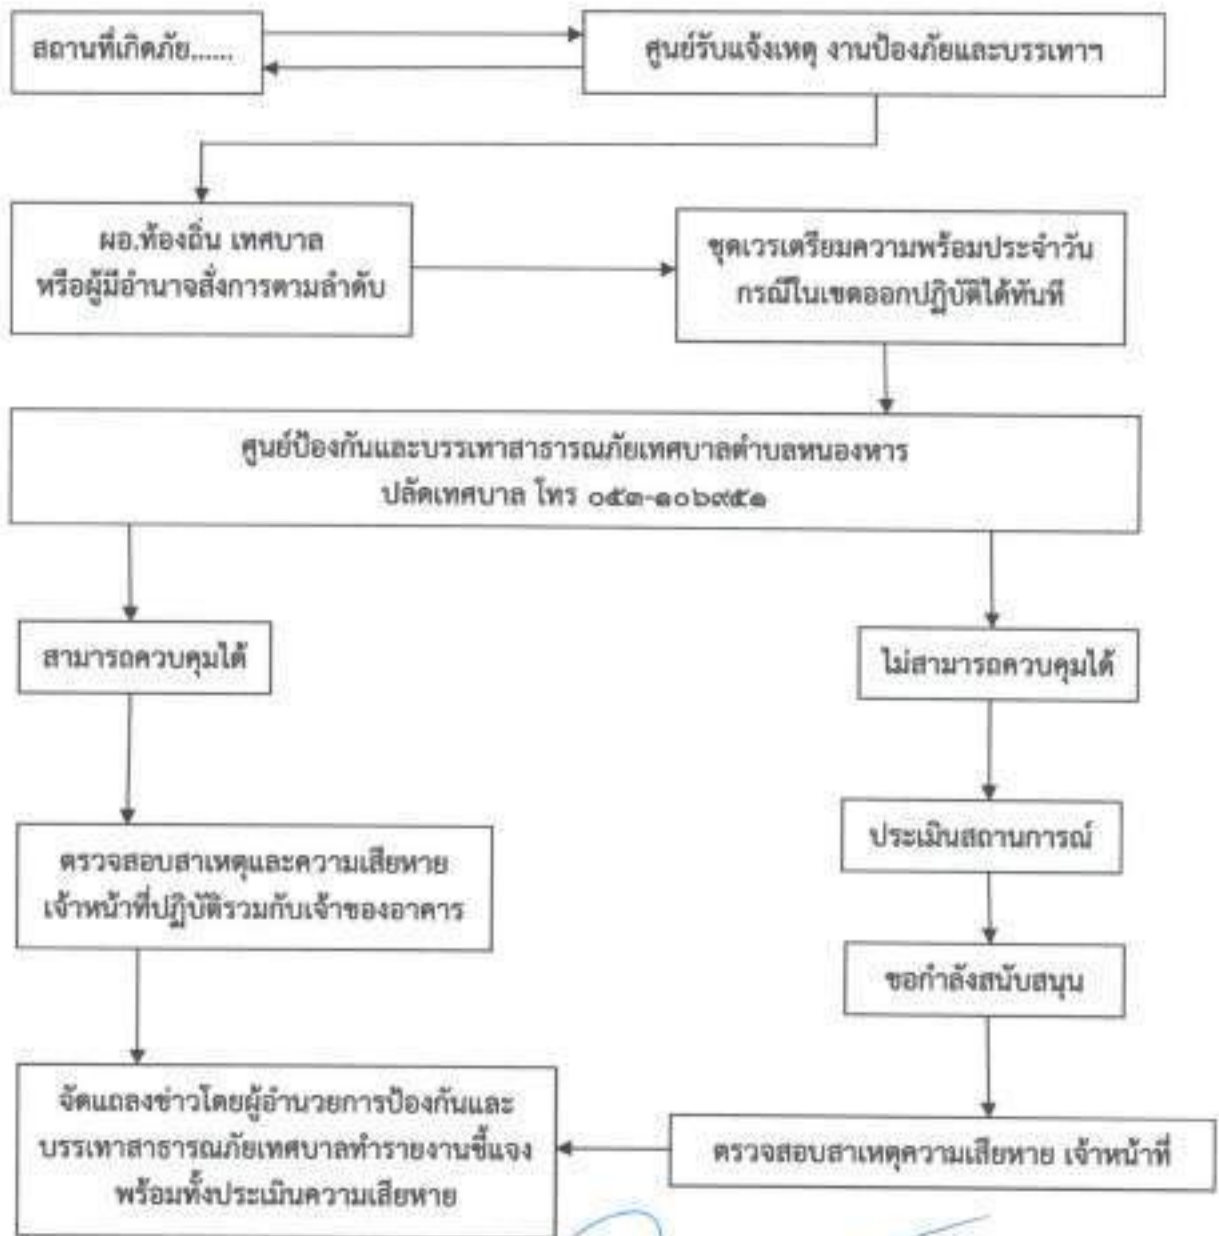 สถานที่เกิดภัย......
ศูนย์รับแจ้งเหตุ งานป้องภัยและบรรเทาฯ
ผอ.ท้องถิ่น เทศบาล
หรือผู้มีอำนาจสั่งการตามลำดับ
ชุดเวรเตรียมความพร้อมประจำวัน
กรณีในเขตออกปฏิบัติได้ทันที
ศูนย์ป้องกันและบรรเทาสาธารณภัยเทศบาลตำบลหนองหาร
ปลัดเทศบาล โทร ๐๕๓-๑๐๖๙๕๑
สามารถควบคุมได้
ไม่สามารถควบคุมได้
ประเมินสถานการณ์
ตรวจสอบสาเหตุและความเสียหาย
เจ้าหน้าที่ปฏิบัติรวมกับเจ้าของอาคาร
ขอกำลังสนับสนุน
จัดแถลงข่าวโดยผู้อำนวยการป้องกันและ
บรรเทาสาธารณภัยเทศบาลทำรายงานชี้แจง
พร้อมทั้งประเมินความเสียหาย
ตรวจสอบสาเหตุความเสียหาย เจ้าหน้าที่